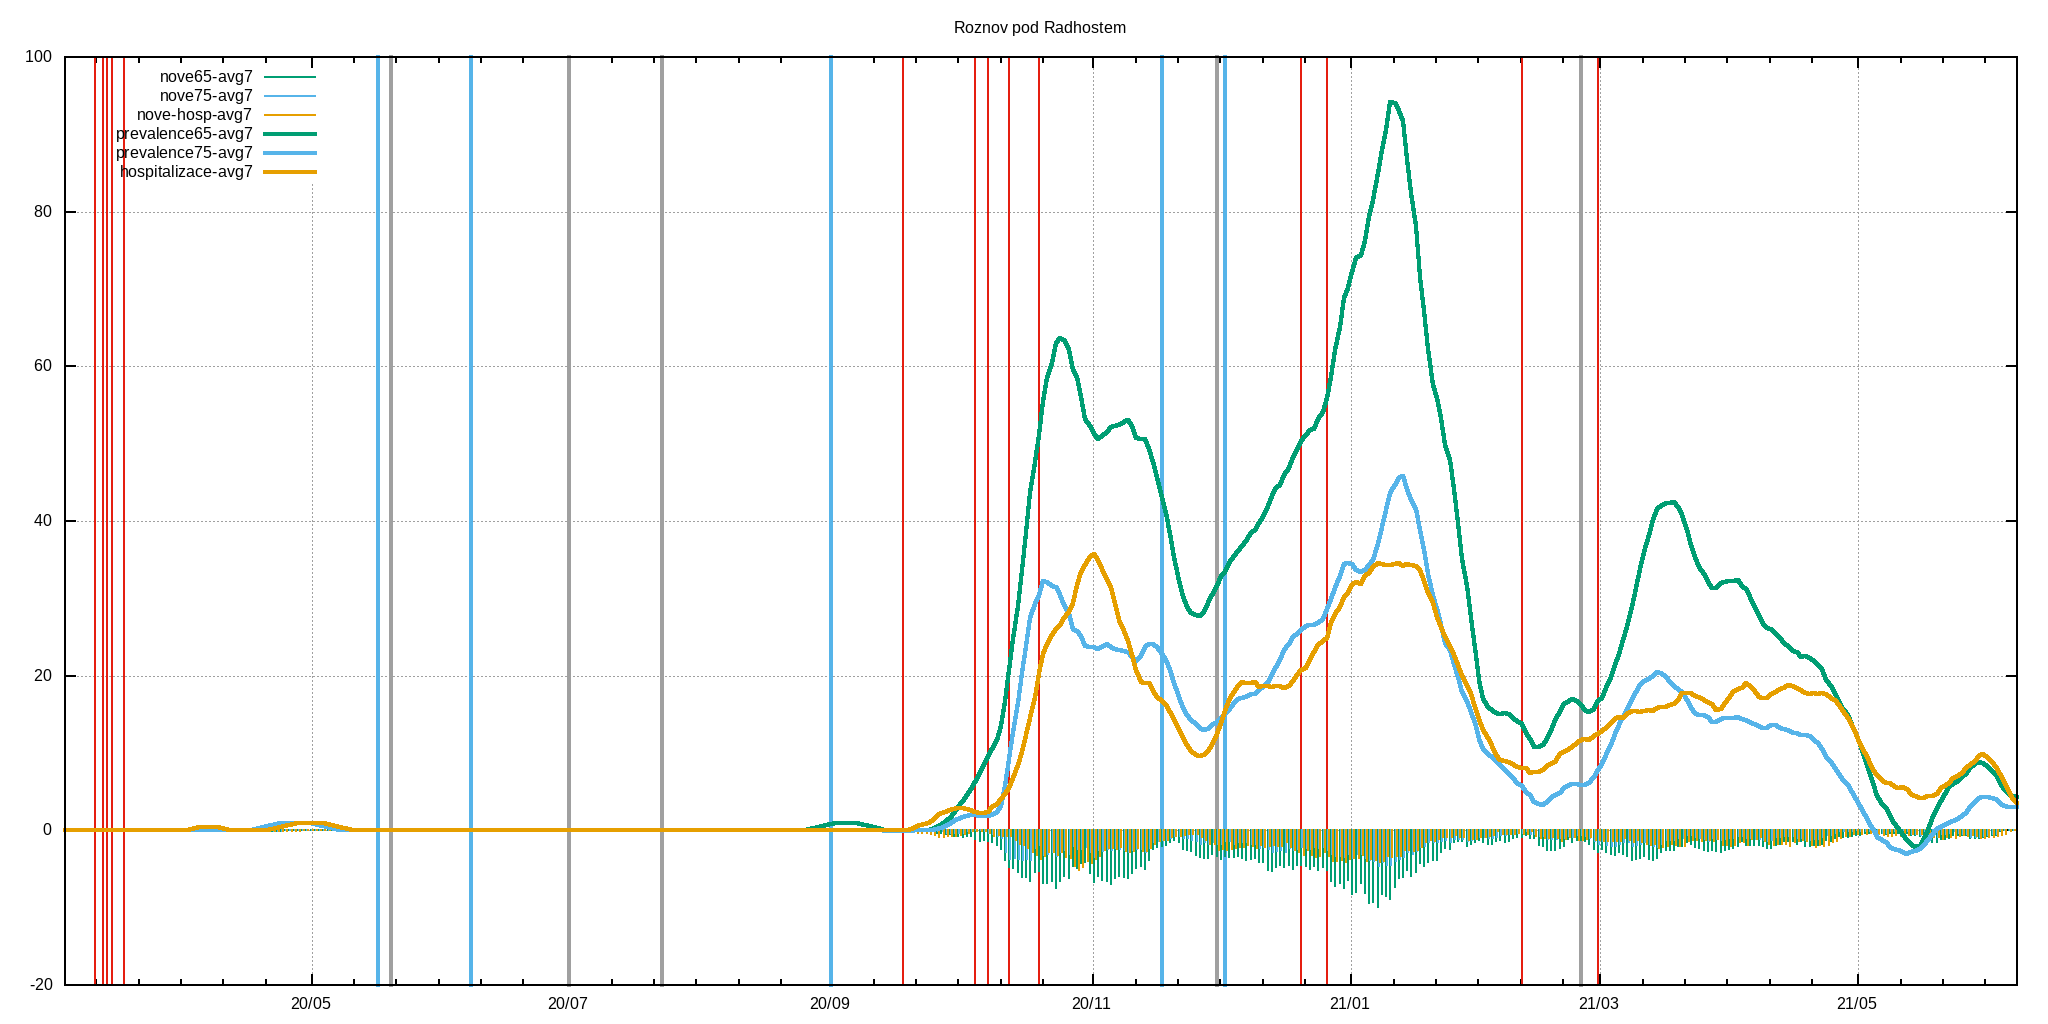 Roznov pod Radhostem
100
80
60
40
20
0
-20
nove65-avg7
nove75-avg7
nove-hosp-avg7
prevalence65-avg7
prevalence75-avg7
hospitalizace-avg7
20/05 20/07 20/09 20/11 21/01 21/03 21/05